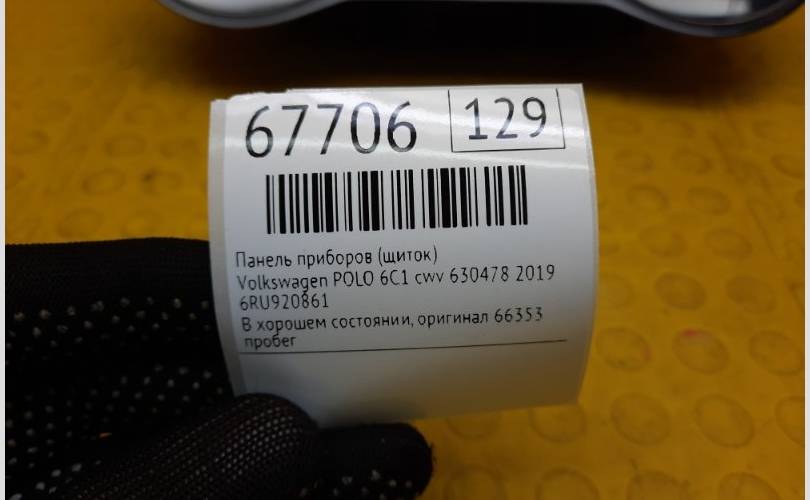 67706 129
Панель приборов (щиток)
Volkswagen POLO 6C1 cwv 630478 2019
6RU920861
В хорошем состоянии, оригинал 66353
пробег